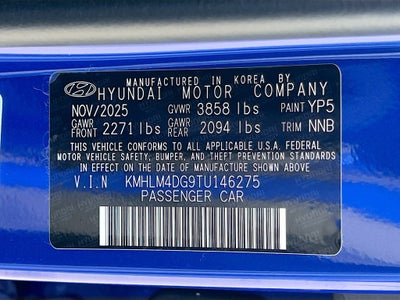 MANUFACTURED IN KOREA BY
HYUNDAI MOTOR COMPANY
NOV/2025 GVWR 3858 lbs PAINT YP5
GAWR FRONT 2271 lbs GAWR REAR 2094 lbs TRIM NNB
THIS VEHICLE CONFORMS TO ALL APPLICABLE U.S.A. FEDERAL
MOTOR VEHICLE SAFETY, BUMPER, AND THEFT PREVENTION STANDARDS
IN EFFECT ON THE DATE OF MANUFACTURE SHOWN ABOVE.
V.I.N KMHLM4DG9TU146275
PASSENGER CAR